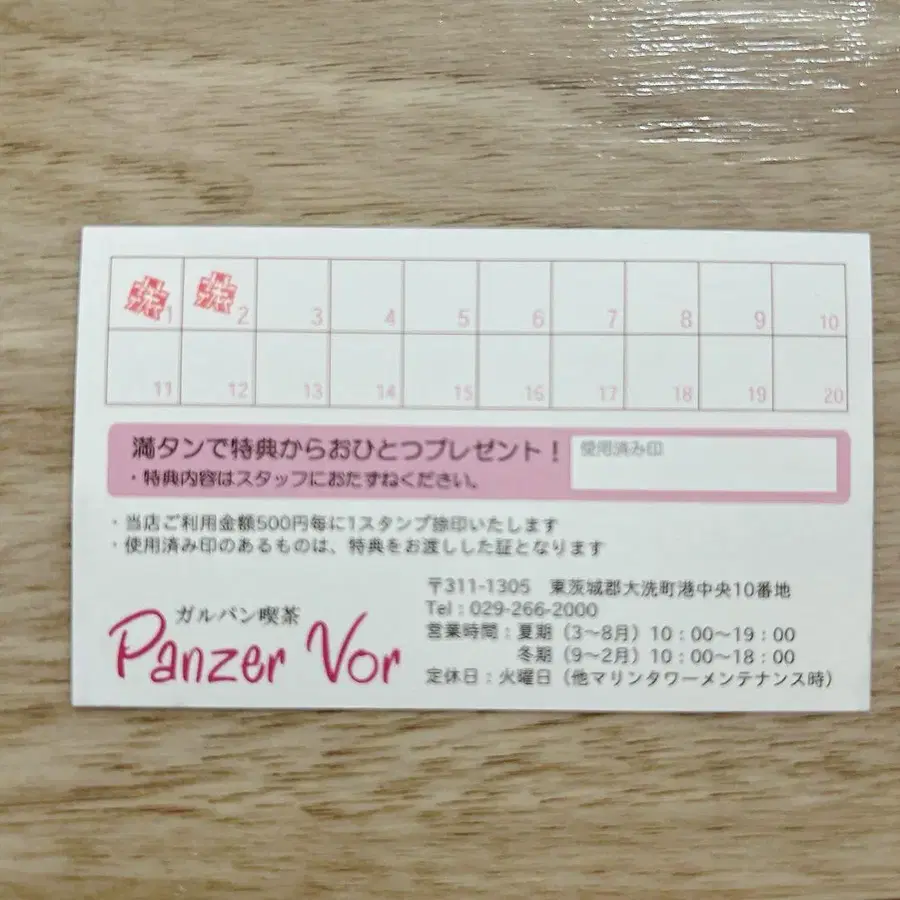 1 2 3 4 5 6 7 8 9 10
11 12 13 14 15 16 17 18 19 20
満タンで特典からおひとつプレゼント！
使用済み印
・特典内容はスタッフにおたずねください。
・当店ご利用金額500円毎に1スタンプ捺印いたします
・使用済み印のあるものは、特典をお渡しした証となります
ガルパン喫茶
Panzer Vor
〒311-1305 東茨城郡大洗町港中央10番地
Tel：029-266-2000
営業時間：夏期（3～8月）10：00～19：00
冬期（9～2月）10：00～18：00
定休日：火曜日（他マリンタワーメンテナンス時）